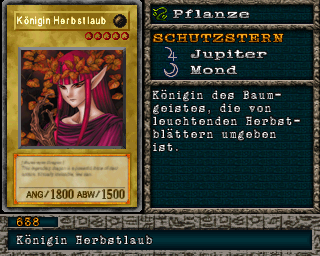 Königin Herbstlaub
ANG/1800 ABW/1500
Pflanze
SCHUTZSTERN
Jupiter
Mond
Königin des Baum-
geistes, die von
leuchtenden Herbst-
blättern umgeben
ist.
638
Königin Herbstlaub